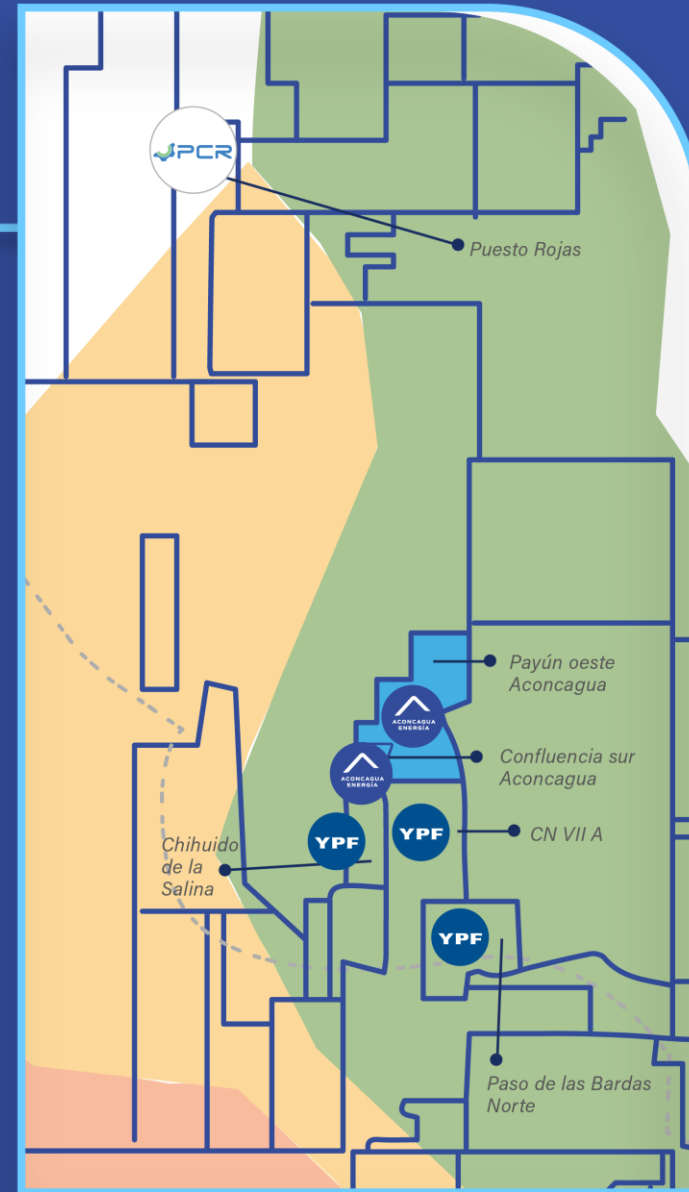 PCR
Puesto Rojas
Payún oeste
Aconcagua
ACONCAGUA
ENERGÍA
Confluencia sur
Aconcagua
ACONCAGUA
ENERGÍA
YPF
YPF
CN VII A
Chihuido
de la
Salina
YPF
Paso de las Bardas
Norte